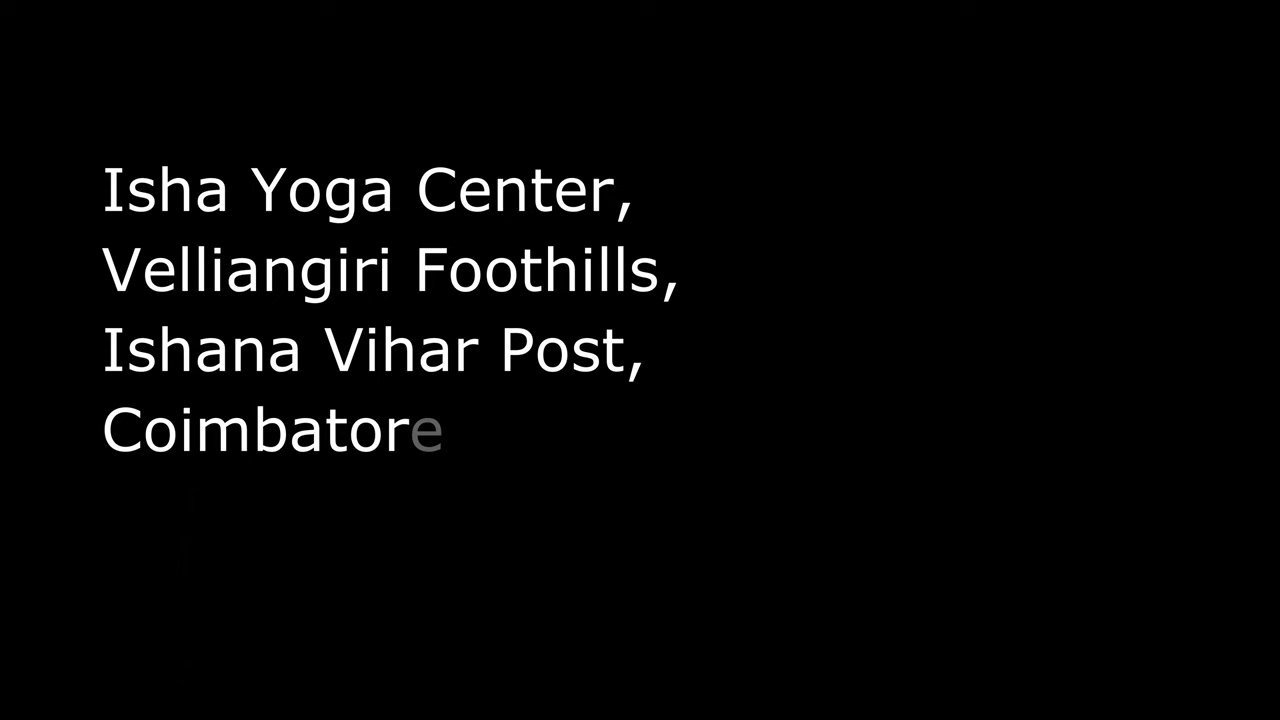 Isha Yoga Center,
Velliangiri Foothills,
Ishana Vihar Post,
Coimbatore